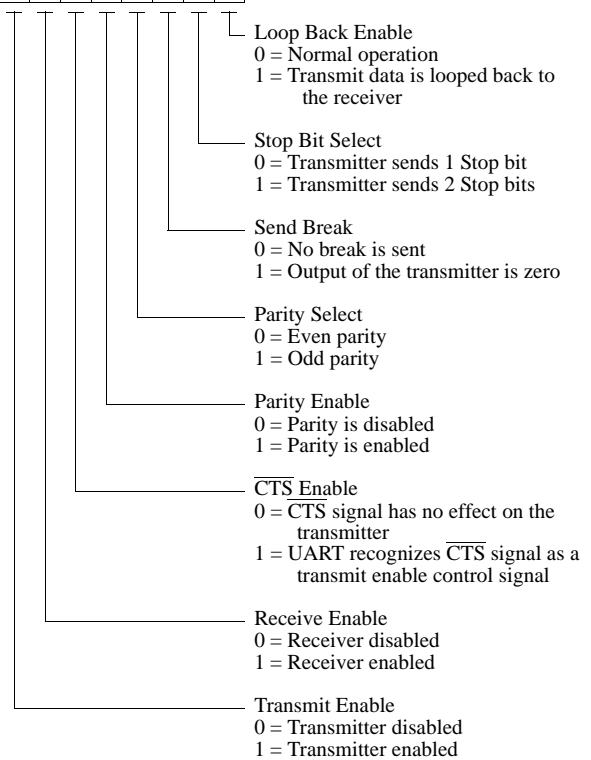 Loop Back Enable
0 = Normal operation
1 = Transmit data is looped back to
the receiver
Stop Bit Select
0 = Transmitter sends 1 Stop bit
1 = Transmitter sends 2 Stop bits
Send Break
0 = No break is sent
1 = Output of the transmitter is zero
Parity Select
0 = Even parity
1 = Odd parity
Parity Enable
0 = Parity is disabled
1 = Parity is enabled
C̅T̅S̅ Enable
0 = C̅T̅S̅ signal has no effect on the
transmitter
1 = UART recognizes C̅T̅S̅ signal as a
transmit enable control signal
Receive Enable
0 = Receiver disabled
1 = Receiver enabled
Transmit Enable
0 = Transmitter disabled
1 = Transmitter enabled